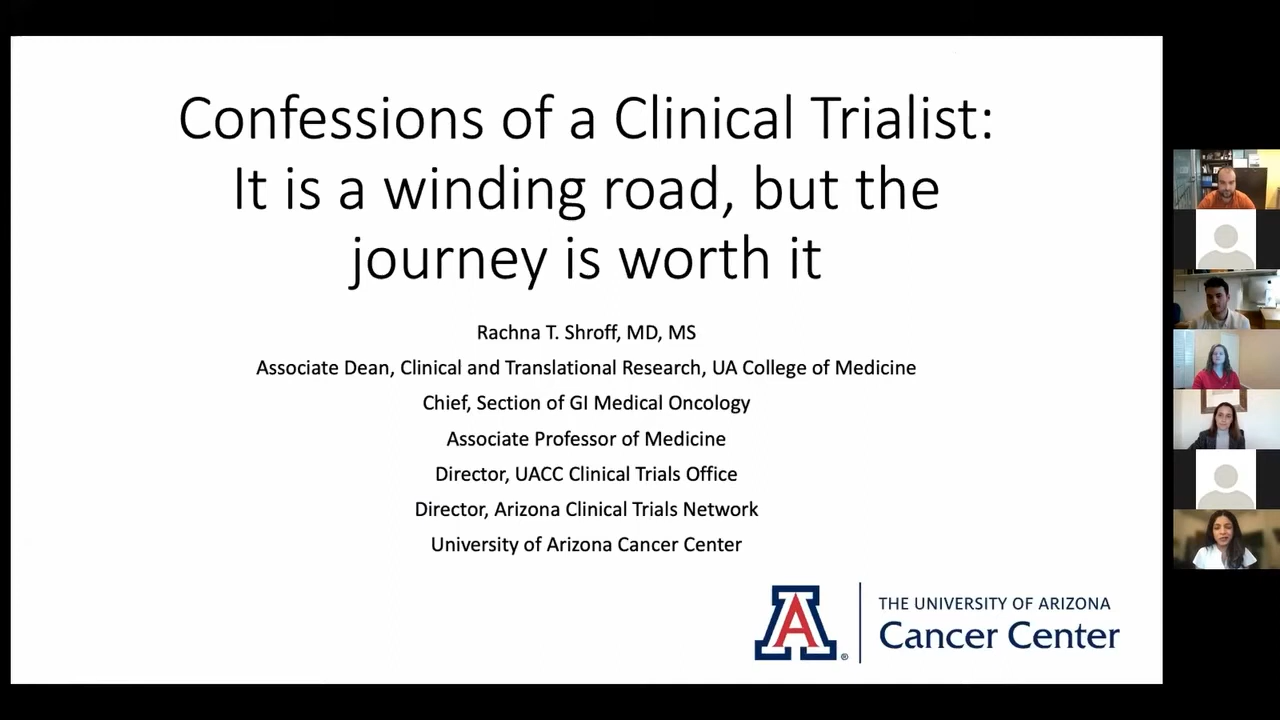 Confessions of a Clinical Trialist:
It is a winding road, but the
journey is worth it
Rachna T. Shroff, MD, MS
Associate Dean, Clinical and Translational Research, UA College of Medicine
Chief, Section of GI Medical Oncology
Associate Professor of Medicine
Director, UACC Clinical Trials Office
Director, Arizona Clinical Trials Network
University of Arizona Cancer Center
A ®
THE UNIVERSITY OF ARIZONA
Cancer Center